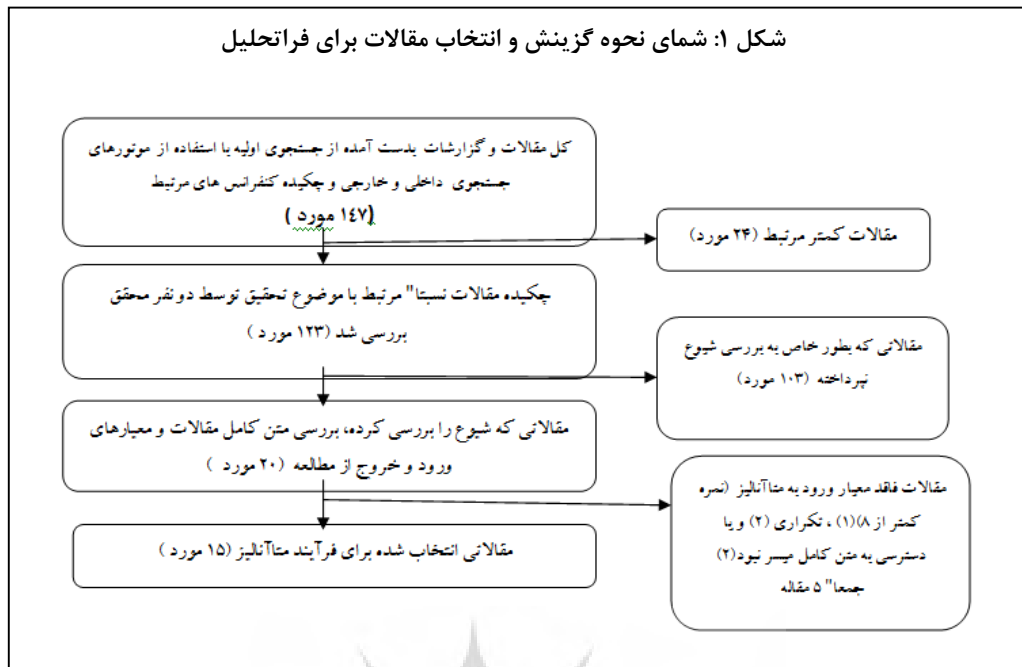 شکل ۱: شمای نحوه گزینش و انتخاب مقالات برای فراتحلیل
کل مقالات و گزارشات بدست آمده از جستجوی اولیه با استفاده از موتورهای
جستجوی داخلی و خارجی و چکیده کنفرانس های مرتبط
(۱٤۷ مورد )
مقالات کمتر مرتبط (۲۴ مورد)
چکیده مقالات نسبتا" مرتبط با موضوع تحقیق توسط دو نفر محقق
بررسی شد (۱۲۳ مورد )
مقالاتی که بطور خاص به بررسی شیوع
نپرداخته (۱۰۳ مورد)
مقالاتی که شیوع را بررسی کرده، بررسی متن کامل مقالات و معیارهای
ورود و خروج از مطالعه (۲۰ مورد )
مقالات فاقد معیار ورود به متاآنالیز (نمره
کمتر از ۸)(۱) ، تکراری (۲) و یا
دسترسی به متن کامل میسر نبود(۲)
جمعا" ۵ مقاله
مقالاتی انتخاب شده برای فرآیند متاآنالیز (۱۵ مورد )